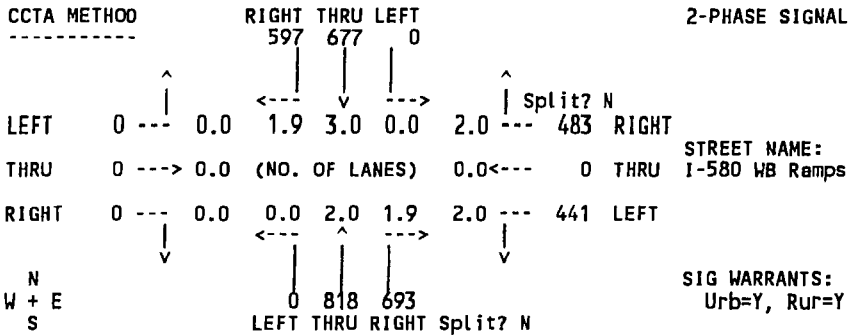 CCTA METHOD RIGHT THRU LEFT 2-PHASE SIGNAL
----------- 597 677 0
^ | | | ^
| <--- v ---> | Split? N
LEFT 0 --- 0.0 1.9 3.0 0.0 2.0 --- 483 RIGHT
STREET NAME:
THRU 0 ---> 0.0 (NO. OF LANES) 0.0<--- 0 THRU I-580 WB Ramps
RIGHT 0 --- 0.0 0.0 2.0 1.9 2.0 --- 441 LEFT
| <--- ^ ---> |
v | | | v
N SIG WARRANTS:
W + E 0 818 693 Urb=Y, Rur=Y
S LEFT THRU RIGHT Split? N